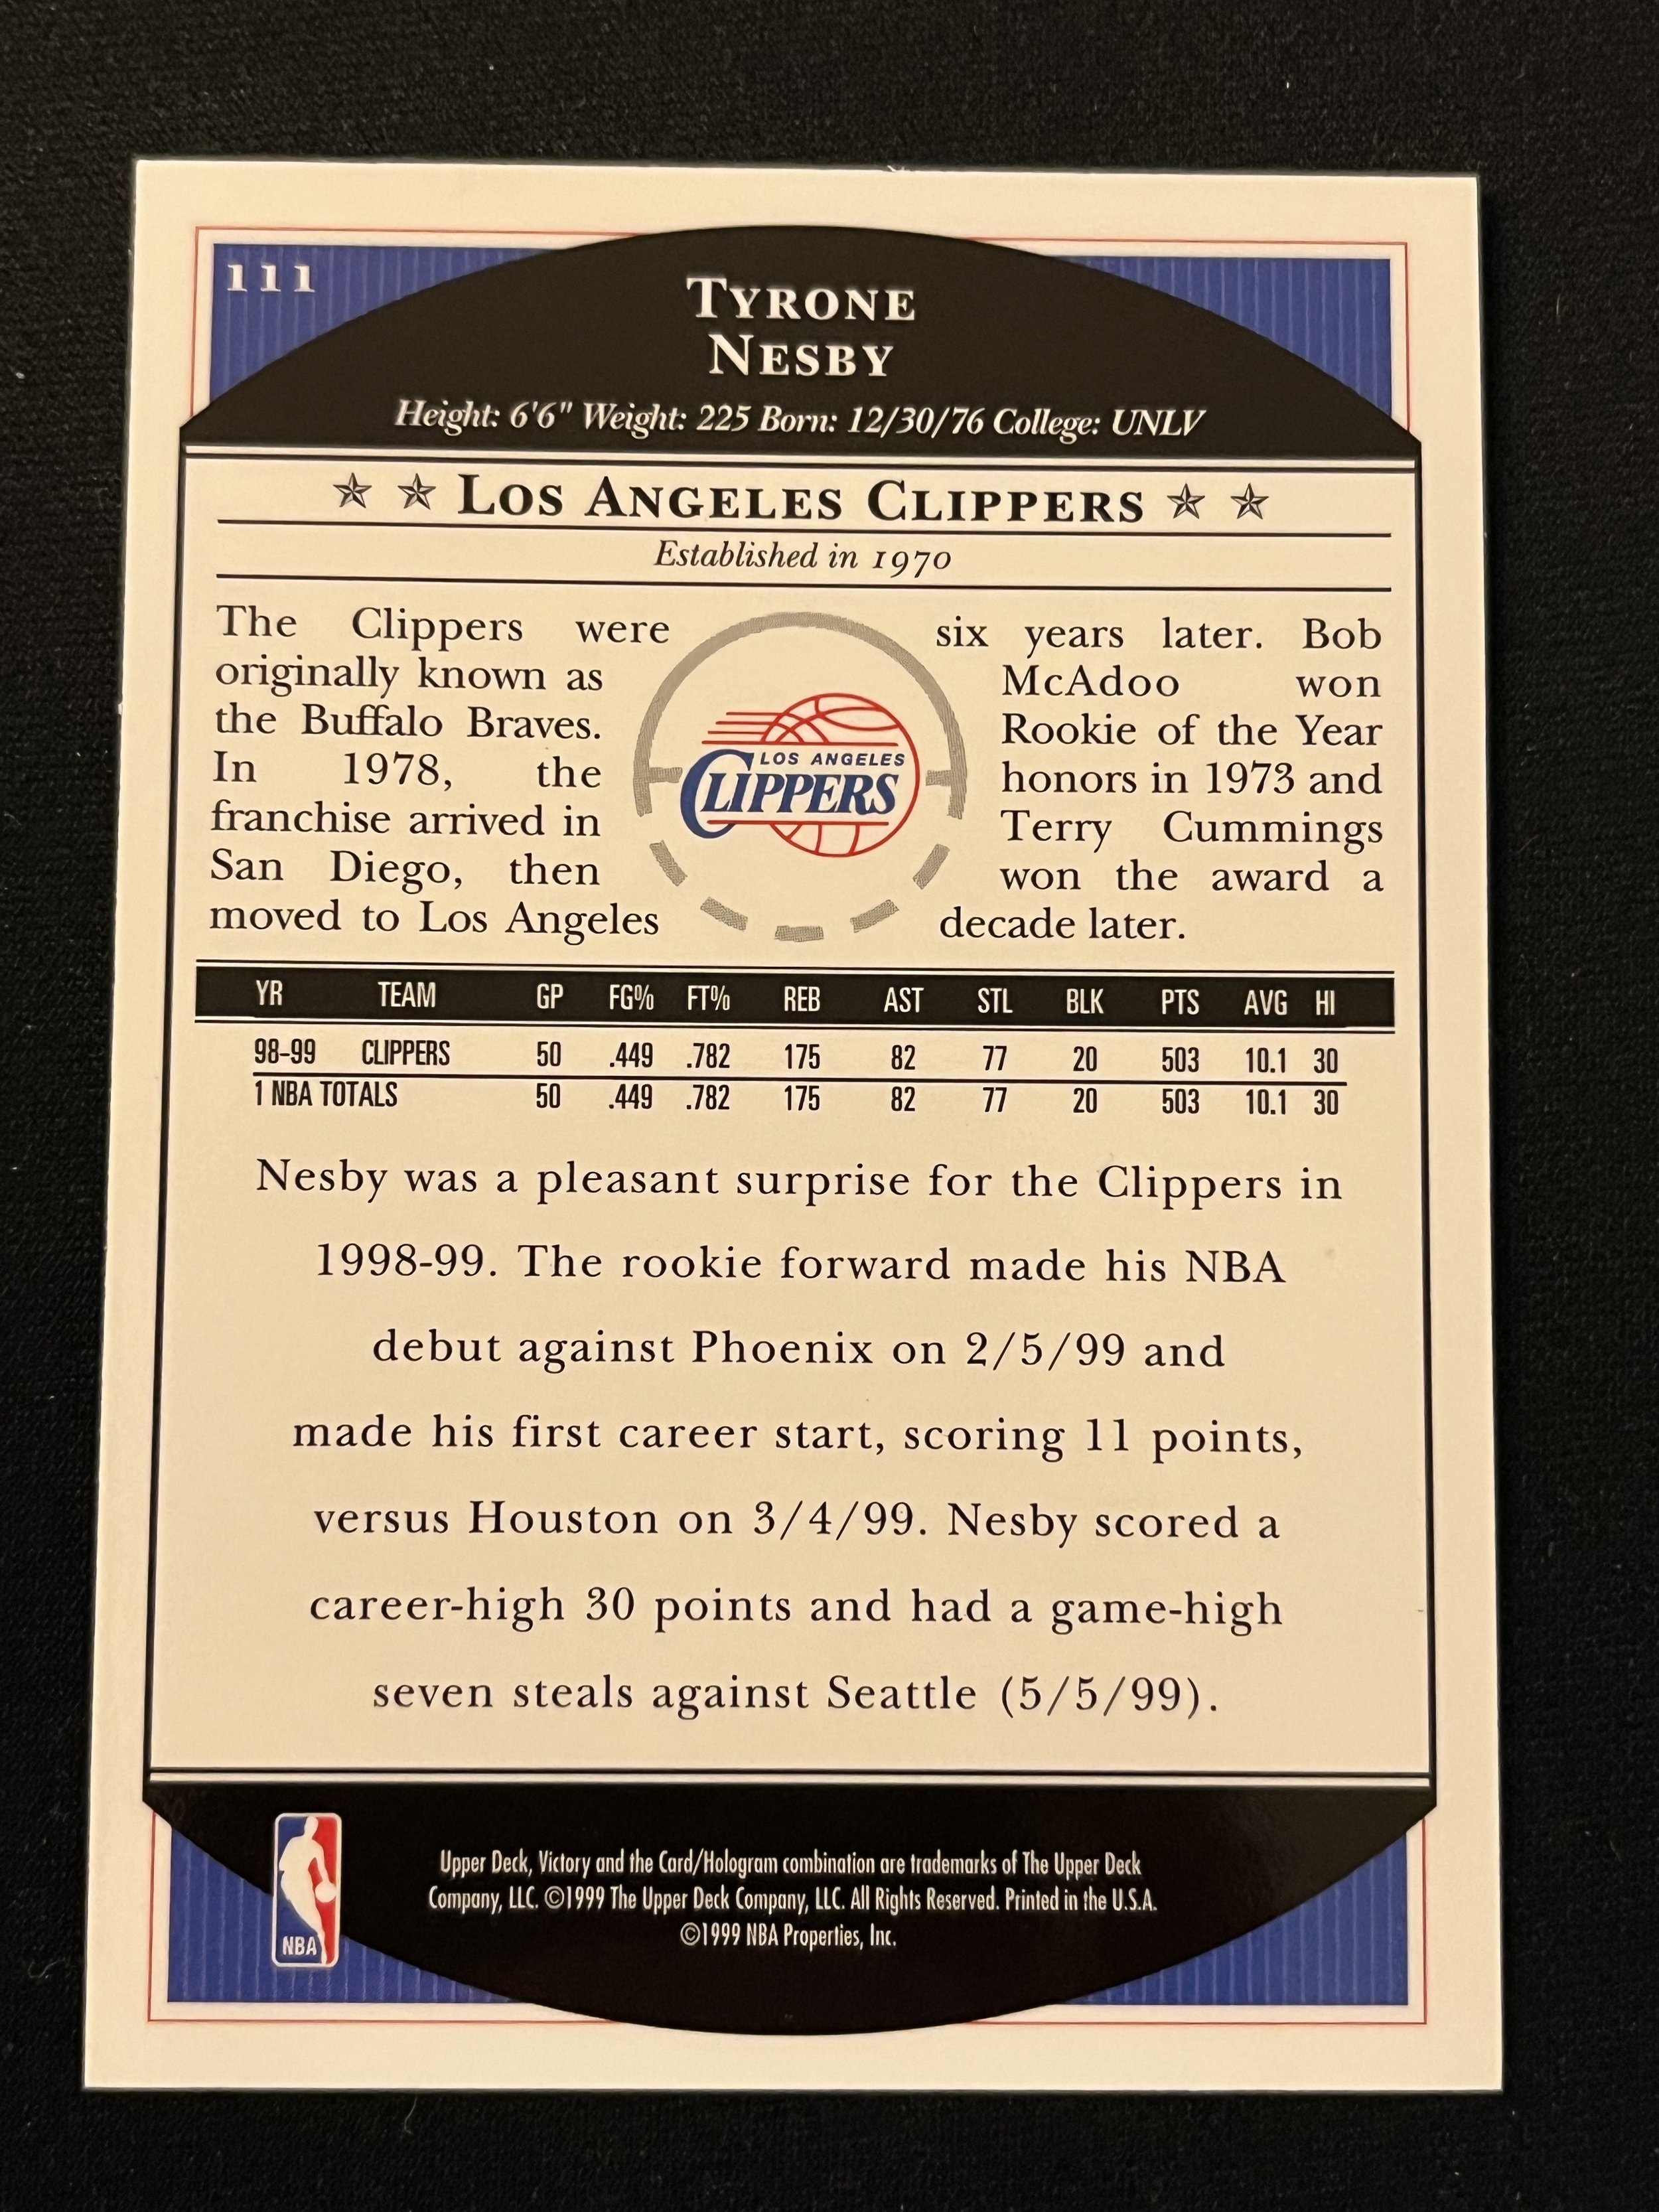 111
TYRONE
NESBY
Height: 6'6" Weight: 225 Born: 12/30/76 College: UNLV
LOS ANGELES CLIPPERS
Established in 1970
The Clippers were
originally known as
the Buffalo Braves.
In 1978, the
franchise arrived in
San Diego, then
moved to Los Angeles
LOS ANGELES
CLIPPERS
six years later. Bob
McAdoo won
Rookie of the Year
honors in 1973 and
Terry Cummings
won the award a
decade later.
YR TEAM GP FG% FT% REB AST STL BLK PTS AVG HI
98-99 CLIPPERS 50 .449 .782 175 82 77 20 503 10.1 30
1 NBA TOTALS 50 .449 .782 175 82 77 20 503 10.1 30
Nesby was a pleasant surprise for the Clippers in
1998-99. The rookie forward made his NBA
debut against Phoenix on 2/5/99 and
made his first career start, scoring 11 points,
versus Houston on 3/4/99. Nesby scored a
career-high 30 points and had a game-high
seven steals against Seattle (5/5/99).
NBA
Upper Deck, Victory and the Card/Hologram combination are trademarks of The Upper Deck
Company, LLC. ©1999 The Upper Deck Company, LLC. All Rights Reserved. Printed in the U.S.A.
©1999 NBA Properties, Inc.